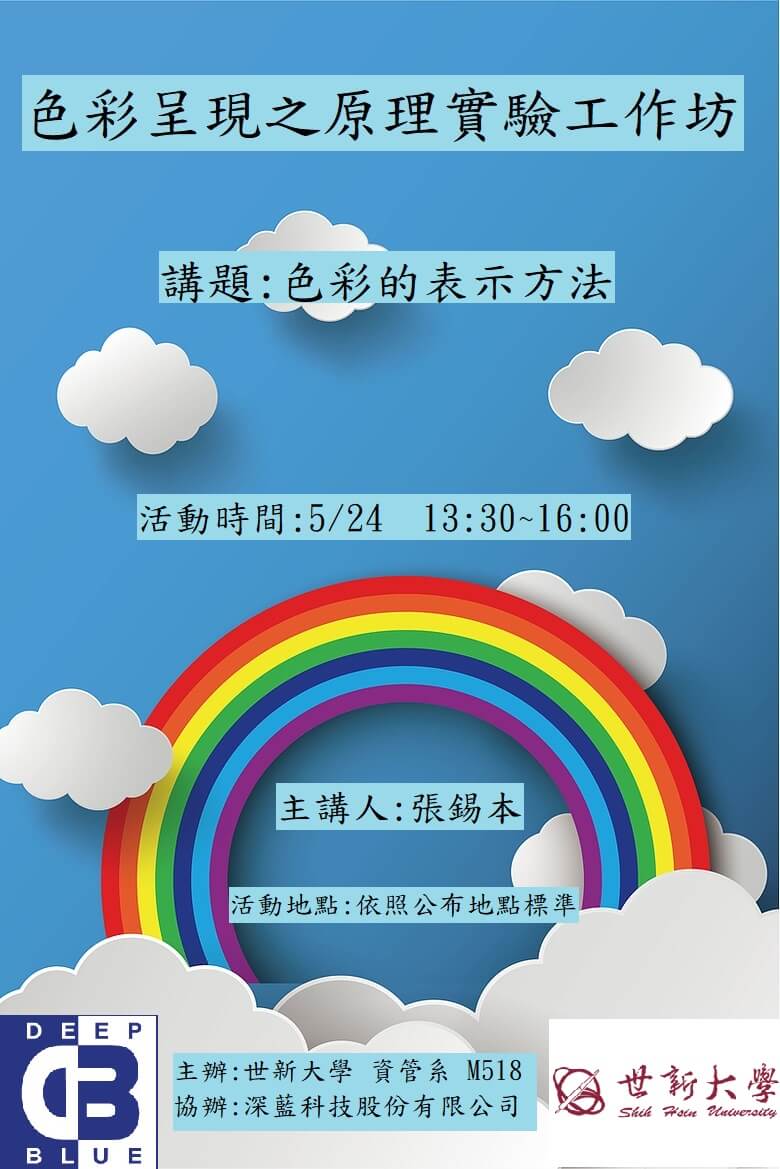 色彩呈現之原理實驗工作坊
講題:色彩的表示方法
活動時間:5/24 13:30~16:00
主講人:張錫本
活動地點:依照公布地點標準
DEEP
DB
BLUE
主辦:世新大學 資管系 M518
協辦:深藍科技股份有限公司
世新大學
Shih Hsin University